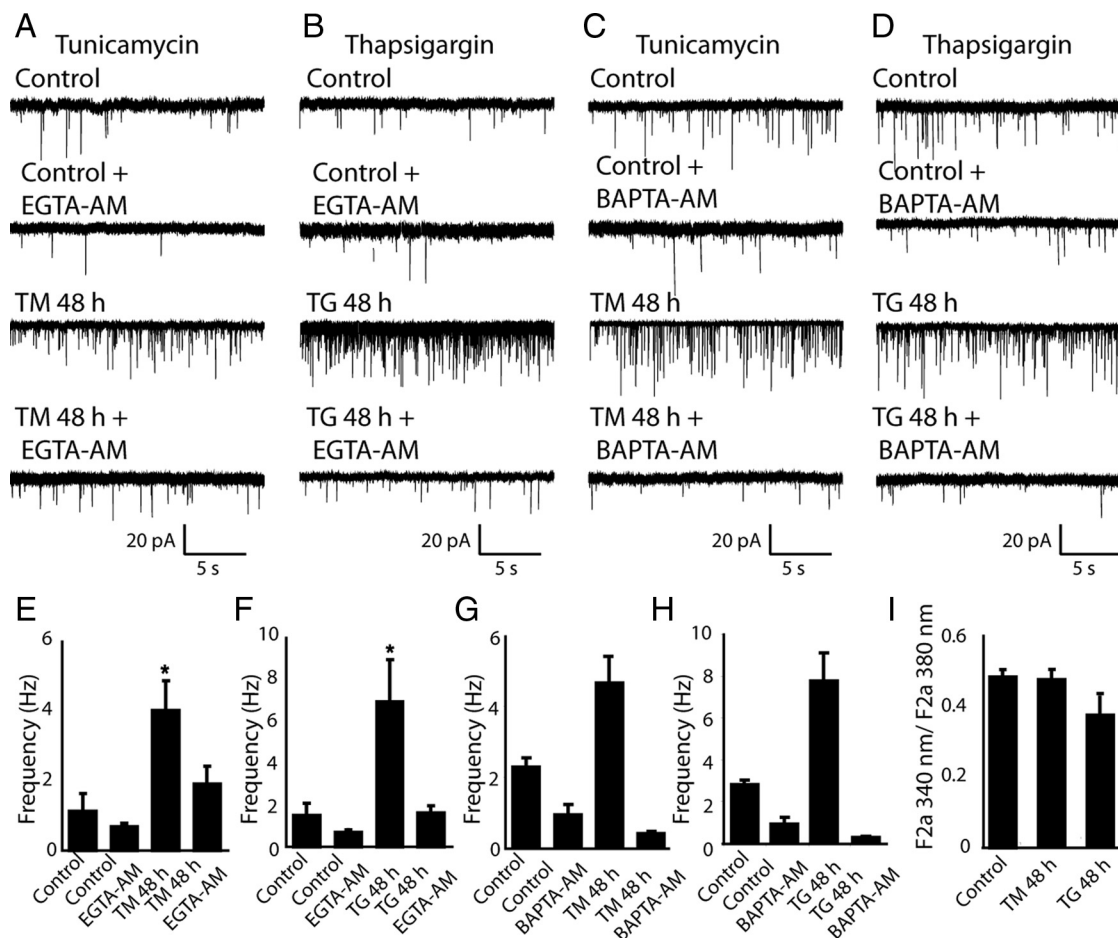 A
B
C
D
Tunicamycin
Thapsigargin
Tunicamycin
Thapsigargin
Control
Control
Control
Control
Control +
EGTA-AM
Control +
EGTA-AM
Control +
BAPTA-AM
Control +
BAPTA-AM
TM 48 h
TG 48 h
TM 48 h
TG 48 h
TM 48 h +
EGTA-AM
TG 48 h +
EGTA-AM
TM 48 h +
BAPTA-AM
TG 48 h +
BAPTA-AM
20 pA
5 s
20 pA
5 s
20 pA
5 s
20 pA
5 s
E
Frequency (Hz)
6
4
2
0
*
Control
Control
EGTA-AM
TM 48 h
TM 48 h
EGTA-AM
F
Frequency (Hz)
10
8
6
4
2
0
*
Control
Control
EGTA-AM
TG 48 h
TG 48 h
EGTA-AM
G
Frequency (Hz)
6
4
2
0
Control
Control
BAPTA-AM
TM 48 h
TM 48 h
BAPTA-AM
H
Frequency (Hz)
10
8
6
4
2
0
Control
Control
BAPTA-AM
TG 48 h
TG 48 h
BAPTA-AM
I
F2a 340 nm/ F2a 380 nm
0.6
0.4
0.2
0
Control
TM 48 h
TG 48 h